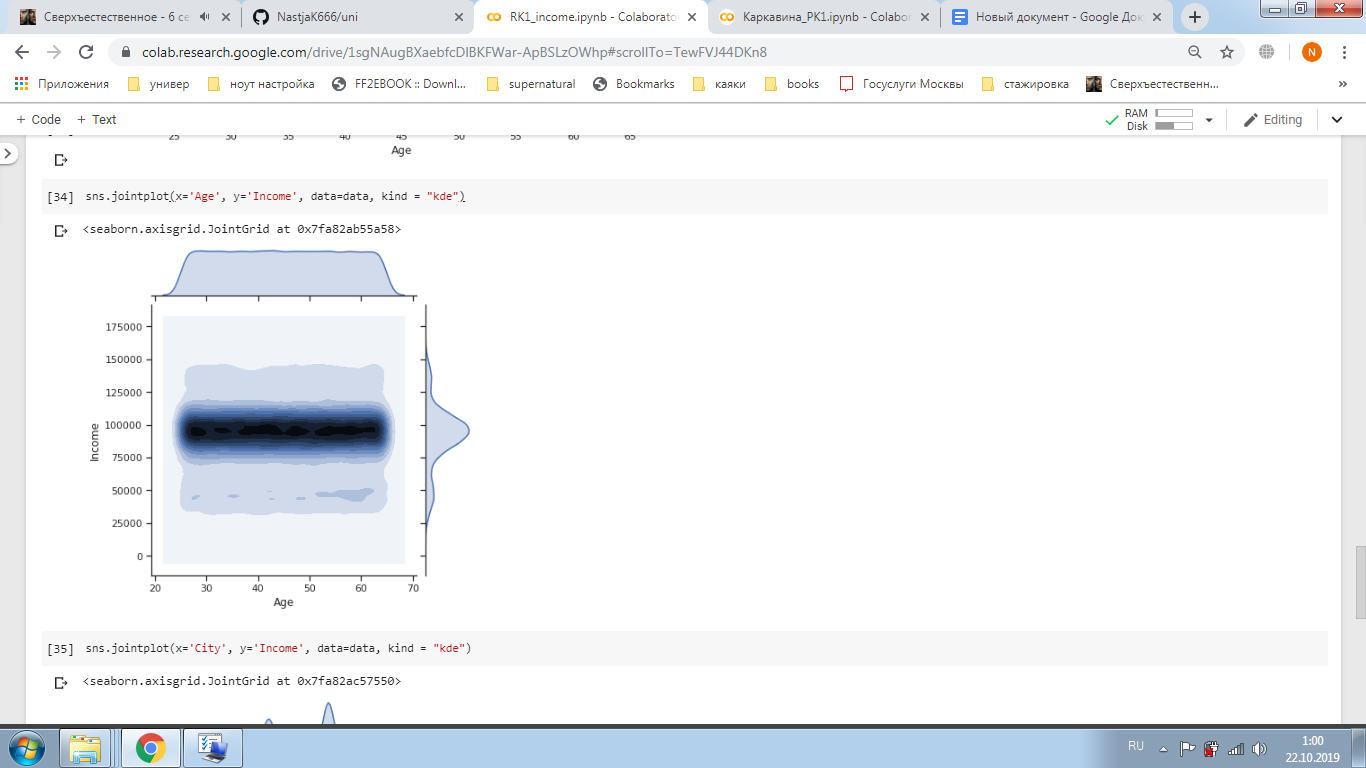 Сверхъестественное - 6 се
NastjaK666/uni
RK1_income.ipynb - Colaborato
Каркавина_РК1.ipynb - Colabor
Новый документ - Google Док
colab.research.google.com/drive/1sgNAugBXaebfcDlBKFWar-ApBSLzOWhp#scrollTo=TewFVJ44DKn8
N
Приложения
универ
ноут настройка
FF2EBOOK :: Downl...
supernatural
Bookmarks
каяки
books
Госуслуги Москвы
стажировка
Сверхъестественн...
»
+ Code
+ Text
RAM
Disk
Editing
25 30 35 40 45 50 55 60 65
Age
[34] sns.jointplot(x='Age', y='Income', data=data, kind = "kde")
<seaborn.axisgrid.JointGrid at 0x7fa82ab55a58>
175000
150000
125000
100000
75000
50000
25000
0
Income
20 30 40 50 60 70
Age
[35] sns.jointplot(x='City', y='Income', data=data, kind = "kde")
<seaborn.axisgrid.JointGrid at 0x7fa82ac57550>
RU
1:00
22.10.2019